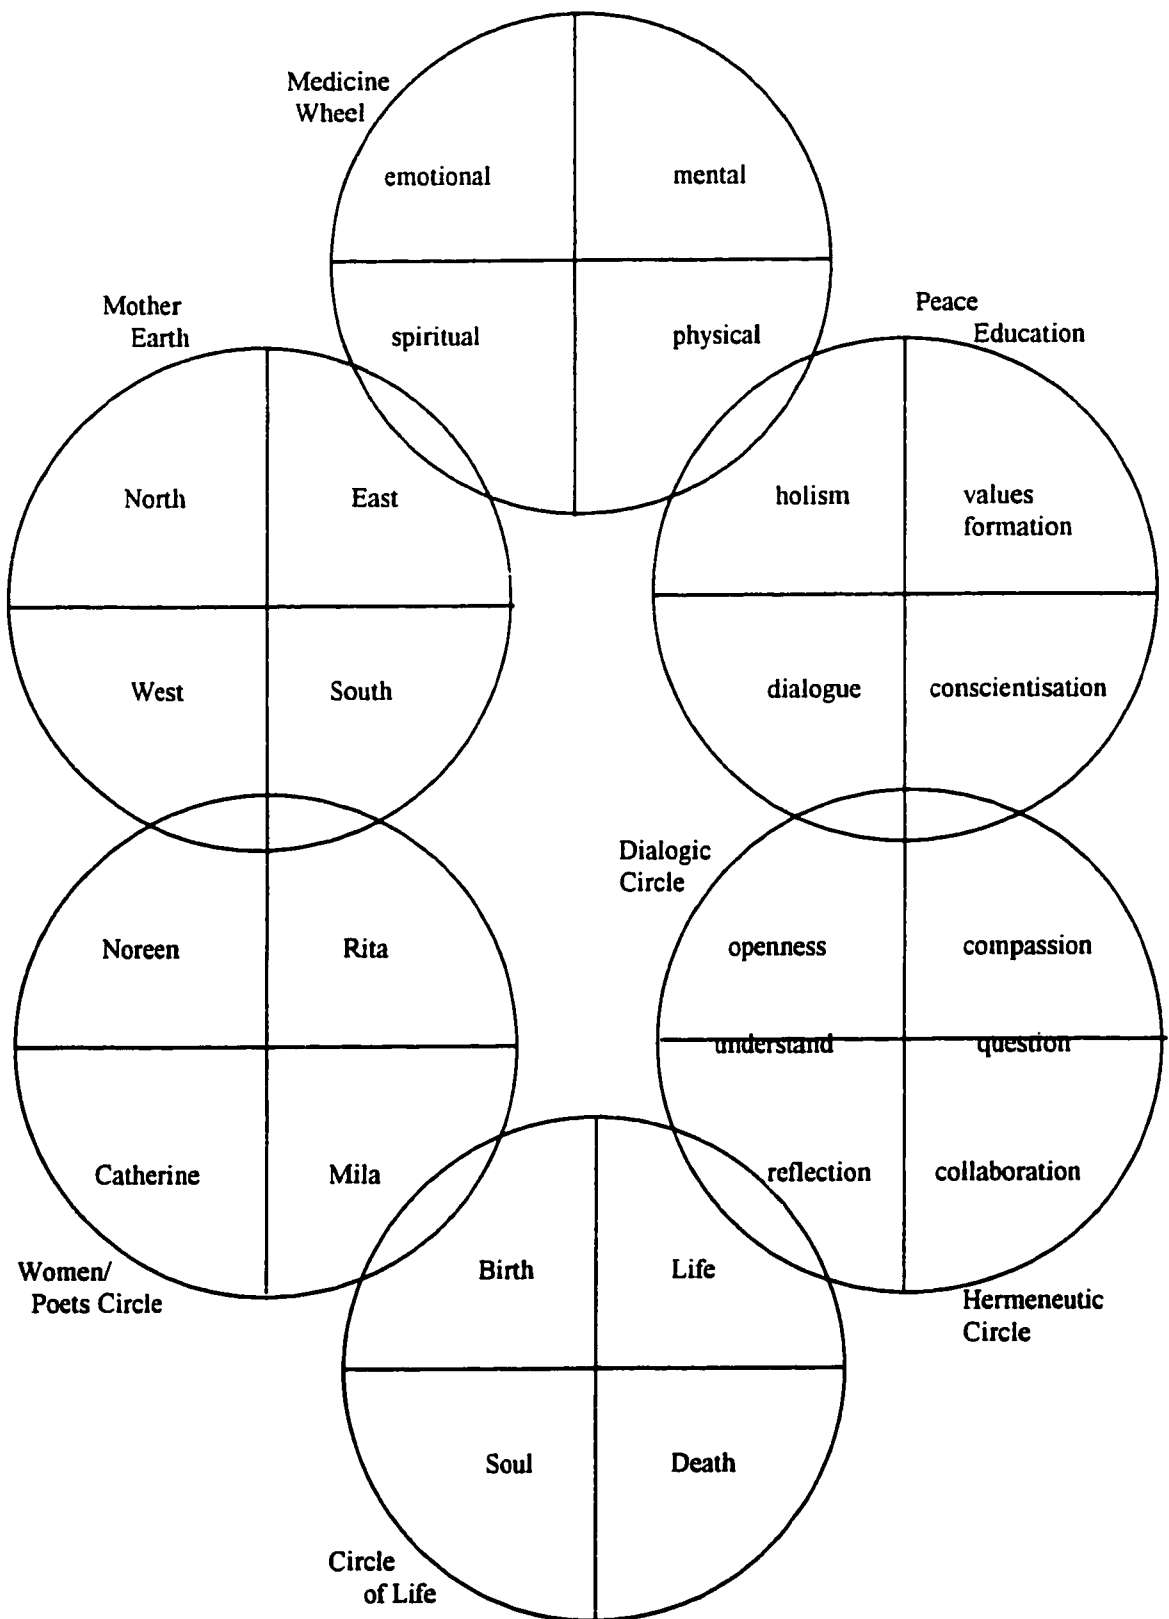 Medicine
Wheel
emotional
mental
spiritual
physical
Mother
Earth
North
East
West
South
Peace
Education
holism
values
formation
dialogue
conscientisation
Dialogic
Circle
openness
compassion
understand
question
reflection
collaboration
Hermeneutic
Circle
Noreen
Rita
Catherine
Mila
Women/
Poets Circle
Birth
Life
Soul
Death
Circle
of Life